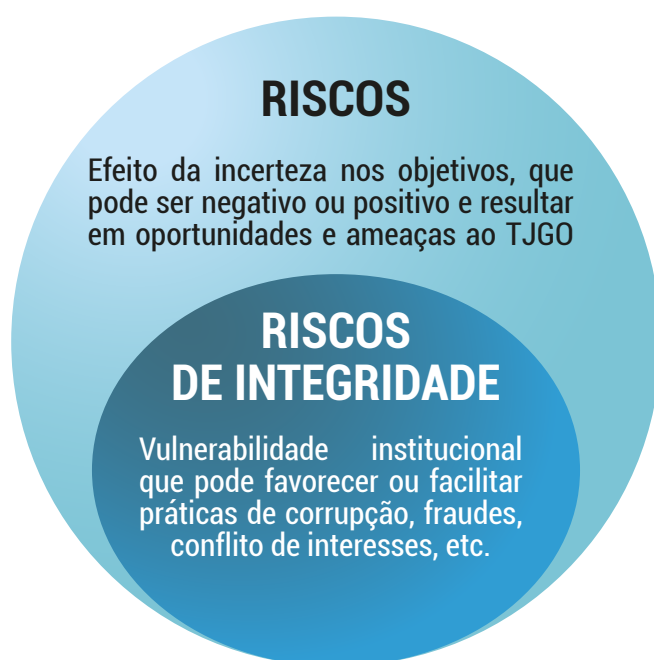 RISCOS
Efeito da incerteza nos objetivos, que
pode ser negativo ou positivo e resultar
em oportunidades e ameaças ao TJGO
RISCOS
DE INTEGRIDADE
Vulnerabilidade institucional
que pode favorecer ou facilitar
práticas de corrupção, fraudes,
conflito de interesses, etc.